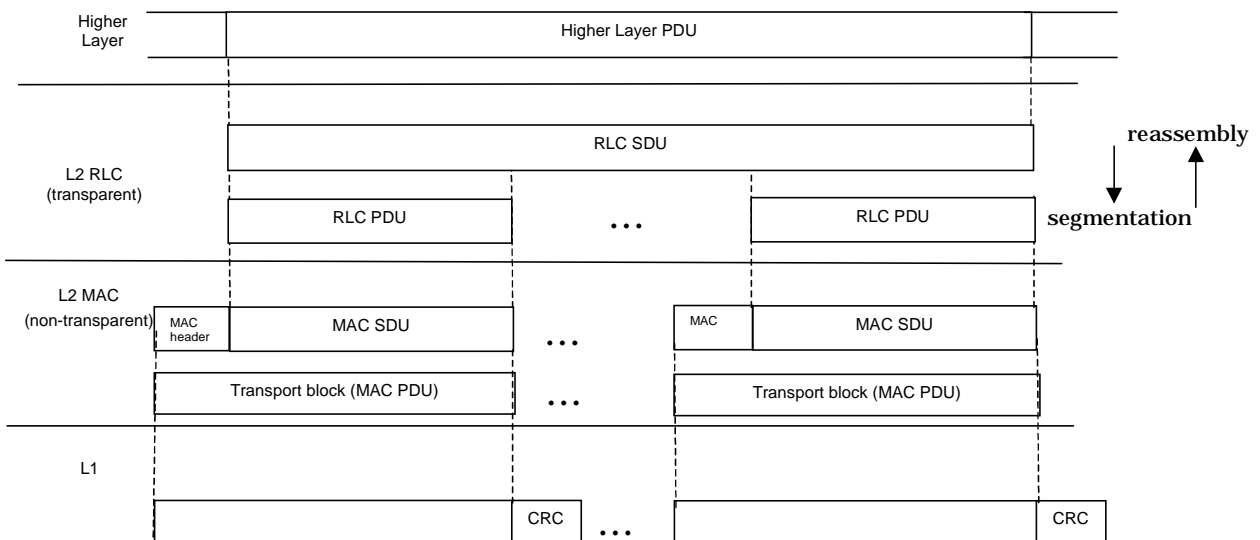 Higher
Layer
Higher Layer PDU
RLC SDU
reassembly
L2 RLC
(transparent)
RLC PDU
...
RLC PDU
segmentation
L2 MAC
(non-transparent)
MAC
header
MAC SDU
...
MAC
MAC SDU
Transport block (MAC PDU)
...
Transport block (MAC PDU)
L1
CRC
...
CRC